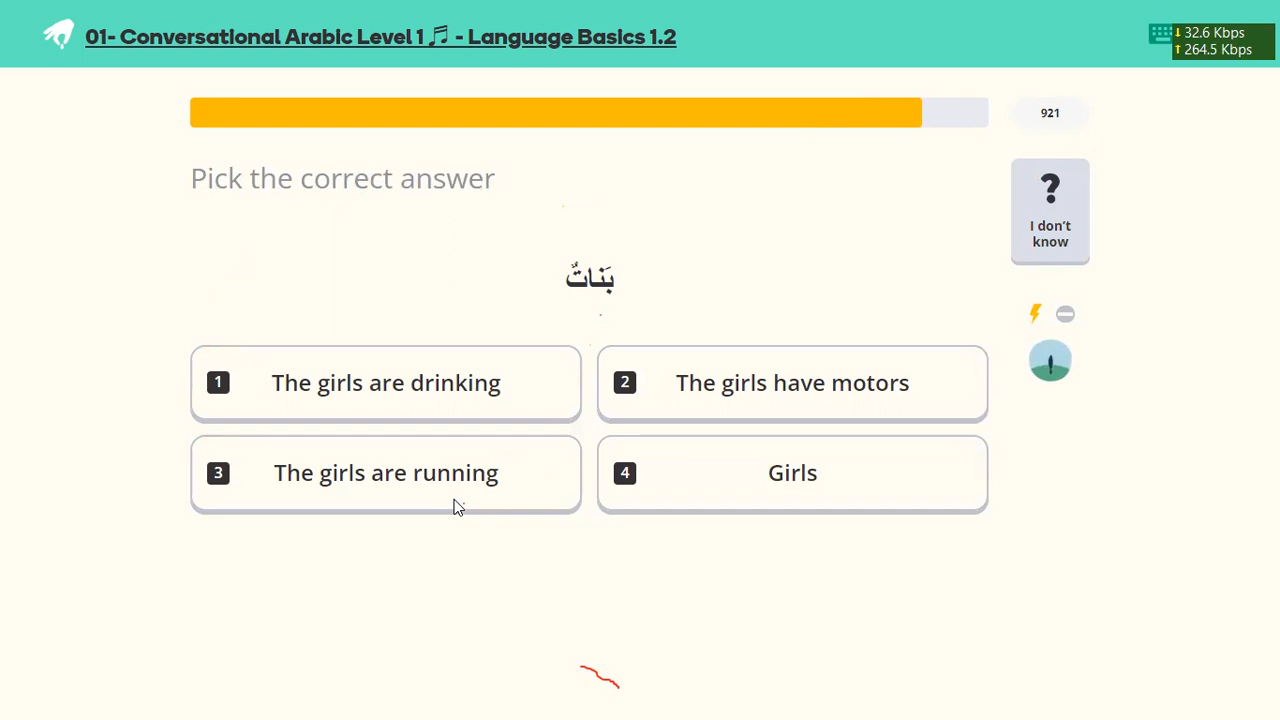 01- Conversational Arabic Level 1 🎵 - Language Basics 1.2
↓ 32.6 Kbps
↑ 264.5 Kbps
921
Pick the correct answer
?
I don't
know
بَنَاتٌ
1 The girls are drinking
2 The girls have motors
3 The girls are running
4 Girls